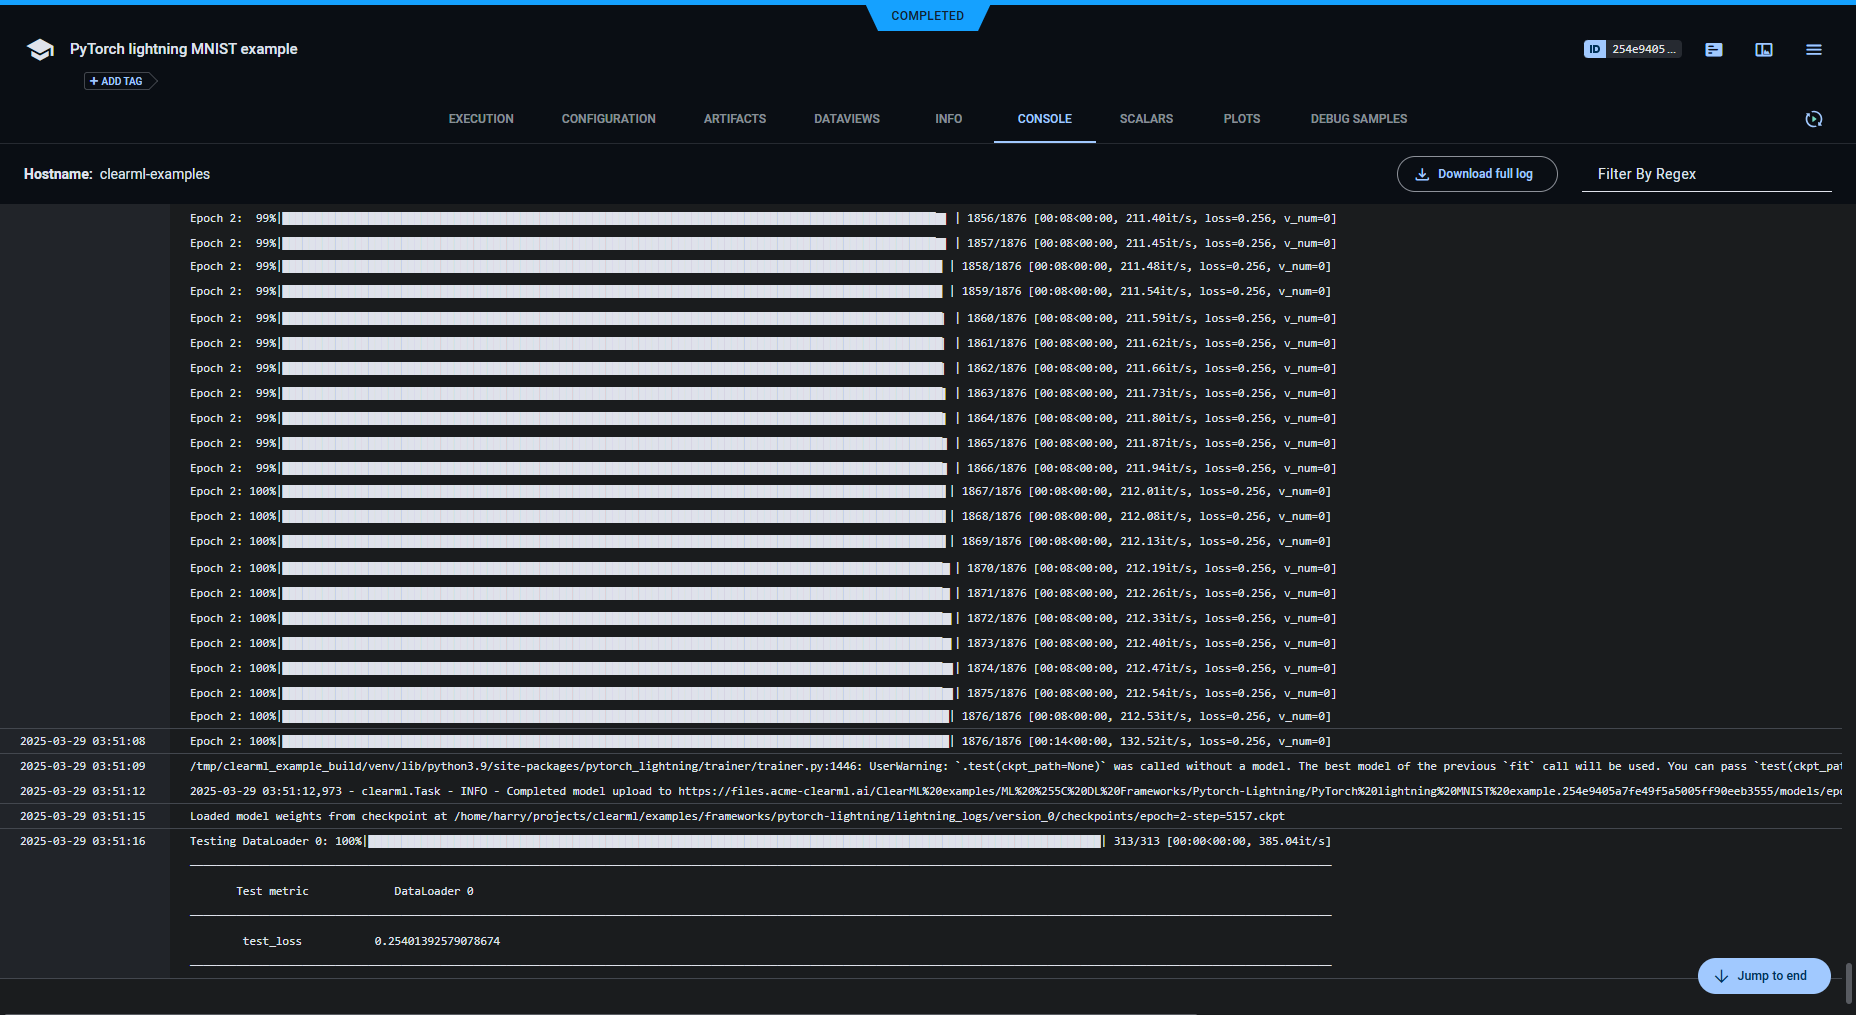 COMPLETED
PyTorch lightning MNIST example
ID 254e9405 ...
+ ADD TAG
EXECUTION CONFIGURATION ARTIFACTS DATAVIEWS INFO CONSOLE SCALARS PLOTS DEBUG SAMPLES
Hostname: clearml-examples
Download full log
Filter By Regex
Epoch 2: 99%| | 1856/1876 [00:08<00:00, 211.40it/s, loss=0.256, v_num=0]
Epoch 2: 99%| | 1857/1876 [00:08<00:00, 211.45it/s, loss=0.256, v_num=0]
Epoch 2: 99%| | 1858/1876 [00:08<00:00, 211.48it/s, loss=0.256, v_num=0]
Epoch 2: 99%| | 1859/1876 [00:08<00:00, 211.54it/s, loss=0.256, v_num=0]
Epoch 2: 99%| | 1860/1876 [00:08<00:00, 211.59it/s, loss=0.256, v_num=0]
Epoch 2: 99%| | 1861/1876 [00:08<00:00, 211.62it/s, loss=0.256, v_num=0]
Epoch 2: 99%| | 1862/1876 [00:08<00:00, 211.66it/s, loss=0.256, v_num=0]
Epoch 2: 99%| | 1863/1876 [00:08<00:00, 211.73it/s, loss=0.256, v_num=0]
Epoch 2: 99%| | 1864/1876 [00:08<00:00, 211.80it/s, loss=0.256, v_num=0]
Epoch 2: 99%| | 1865/1876 [00:08<00:00, 211.87it/s, loss=0.256, v_num=0]
Epoch 2: 99%| | 1866/1876 [00:08<00:00, 211.94it/s, loss=0.256, v_num=0]
Epoch 2: 100%| | 1867/1876 [00:08<00:00, 212.01it/s, loss=0.256, v_num=0]
Epoch 2: 100%| | 1868/1876 [00:08<00:00, 212.08it/s, loss=0.256, v_num=0]
Epoch 2: 100%| | 1869/1876 [00:08<00:00, 212.13it/s, loss=0.256, v_num=0]
Epoch 2: 100%| | 1870/1876 [00:08<00:00, 212.19it/s, loss=0.256, v_num=0]
Epoch 2: 100%| | 1871/1876 [00:08<00:00, 212.26it/s, loss=0.256, v_num=0]
Epoch 2: 100%| | 1872/1876 [00:08<00:00, 212.33it/s, loss=0.256, v_num=0]
Epoch 2: 100%| | 1873/1876 [00:08<00:00, 212.40it/s, loss=0.256, v_num=0]
Epoch 2: 100%| | 1874/1876 [00:08<00:00, 212.47it/s, loss=0.256, v_num=0]
Epoch 2: 100%| | 1875/1876 [00:08<00:00, 212.54it/s, loss=0.256, v_num=0]
Epoch 2: 100%| | 1876/1876 [00:08<00:00, 212.53it/s, loss=0.256, v_num=0]
2025-03-29 03:51:08 Epoch 2: 100%| | 1876/1876 [00:14<00:00, 132.52it/s, loss=0.256, v_num=0]
2025-03-29 03:51:09 /tmp/clearml_example_build/venv/lib/python3.9/site-packages/pytorch_lightning/trainer/trainer.py:1446: UserWarning: `.test(ckpt_path=None)` was called without a model. The best model of the previous `fit` call will be used. You can pass `test(ckpt_pat
2025-03-29 03:51:12 2025-03-29 03:51:12,973 - clearml.Task - INFO - Completed model upload to https://files.acme-clearml.ai/ClearML%20examples/ML%20%255C%20DL%20Frameworks/Pytorch-Lightning/PyTorch%20lightning%20MNIST%20example.254e9405a7fe49f5a5005ff90eeb3555/models/epo
2025-03-29 03:51:15 Loaded model weights from checkpoint at /home/harry/projects/clearml/examples/frameworks/pytorch-lightning/lightning_logs/version_0/checkpoints/epoch=2-step=5157.ckpt
2025-03-29 03:51:16 Testing DataLoader 0: 100%| | 313/313 [00:00<00:00, 385.04it/s]
Test metric DataLoader 0
test_loss 0.25401392579078674
Jump to end